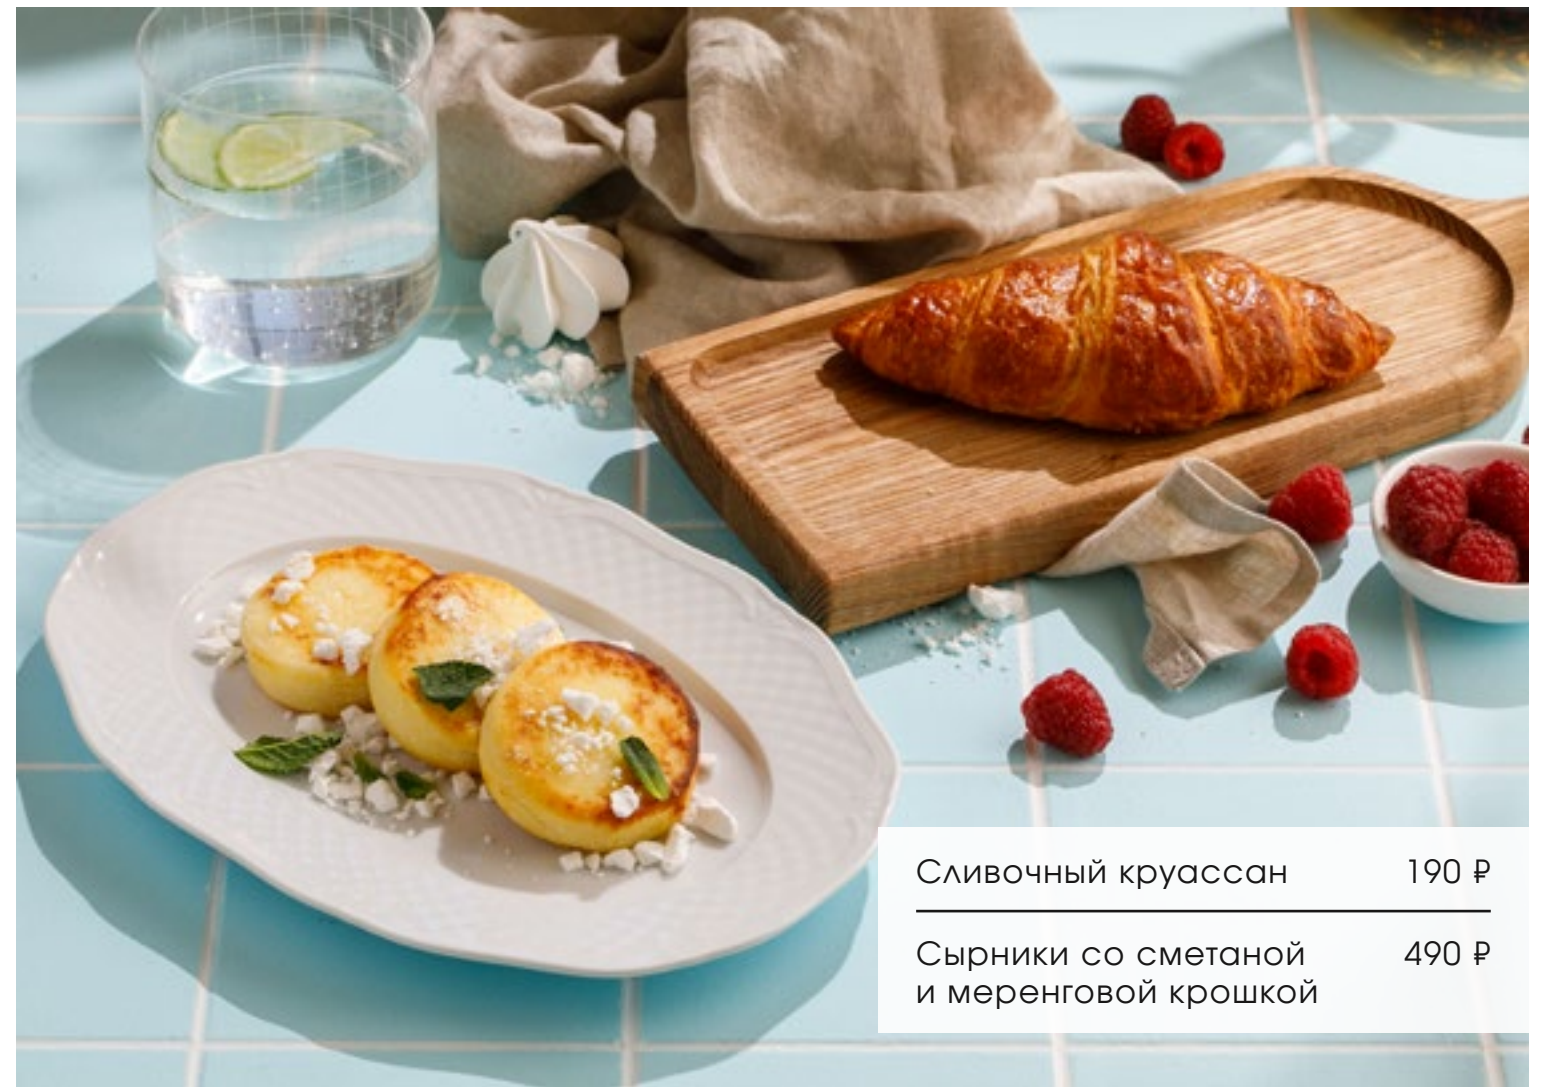 Сливочный круассан 190 ₽
Сырники со сметаной 490 ₽
и меренговой крошкой